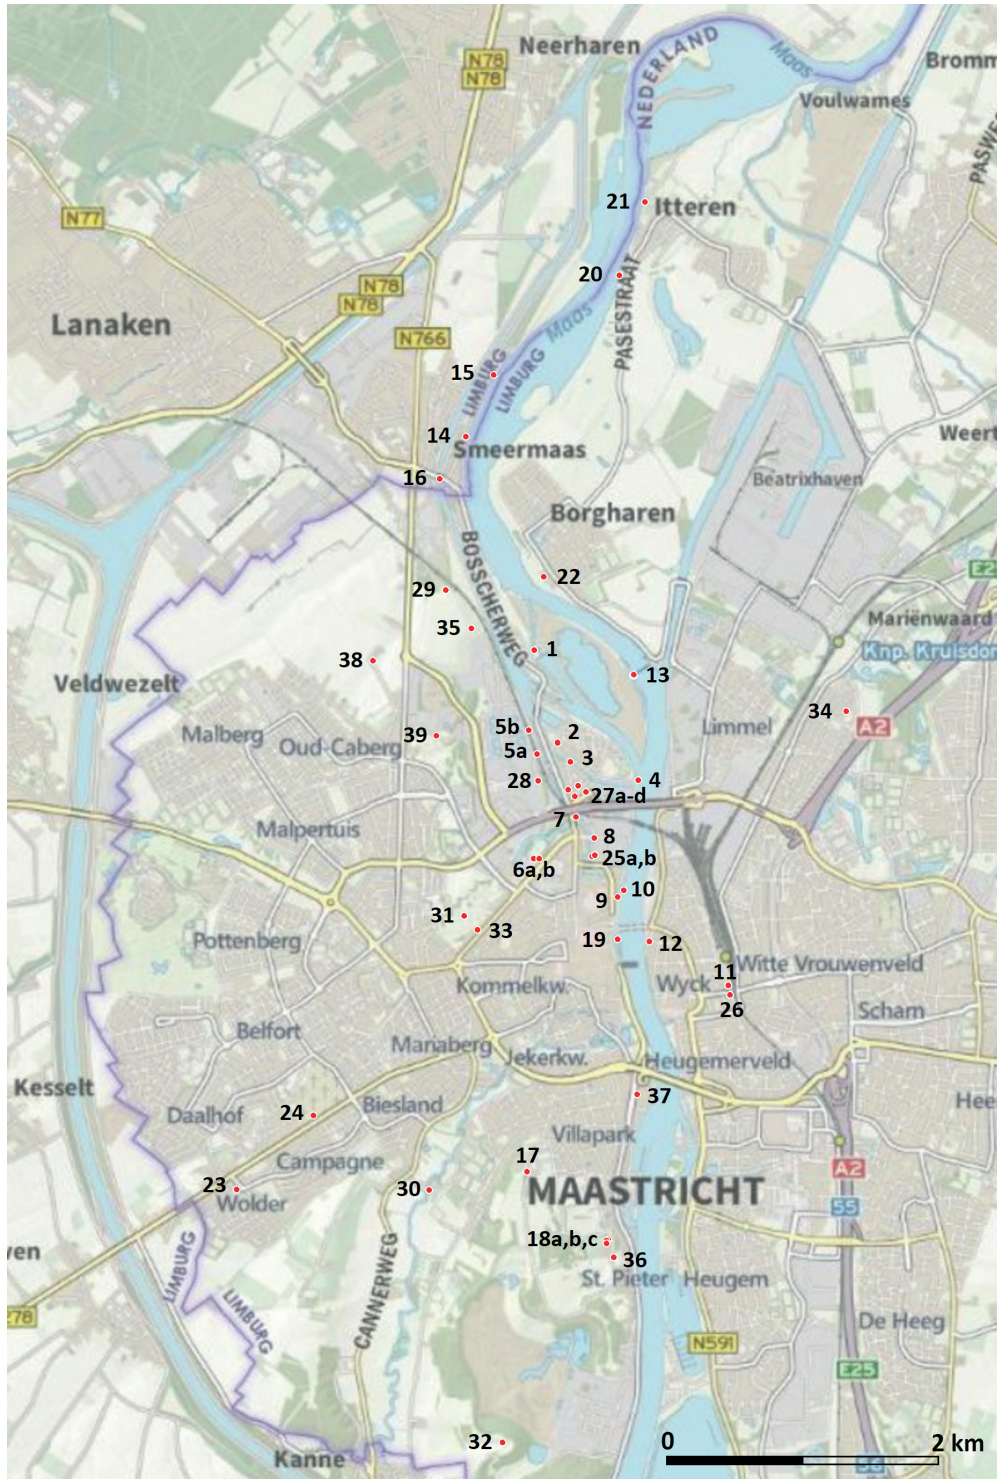 Neerharen
N78
N78
NEDERLAND
Maas
Bromm
Voulwames
PASWE
N77
21
Itteren
20
N78
N78
PASESTRAAT
Lanaken
N766
Maas
15
LIMBURG
LIMBURG
14
Smeermaas
Weert
16
Beatrixhaven
Borgharen
BOSSCHERWEG
E2
22
29
Mariënwaard
35
1
Knp. Kruisdon
38
13
Veldwezelt
34
A2
Malberg
5b
2
Limmel
39
Oud-Caberg
5a
3
28
4
27a-d
7
Malpertuis
8
25a,b
6a,b
10
9
31
33
19
12
Pottenberg
11
Witte Vrouwenveld
Kommelkw.
Wyck
26
Scharn
Belfort
Mariaberg
Jekerkw.
Heugemerveld
Kesselt
37
Hee
Daalhof
24
Biesland
Villapark
17
Campagne
A2
23
30
MAASTRICHT
Wolder
55
18a,b,c
ven
LIMBURG
36
CANNERWEG
St. Pieter
Heugem
LIMBURG
278
De Heeg
N591
E25
32
0
2 km
Kanne